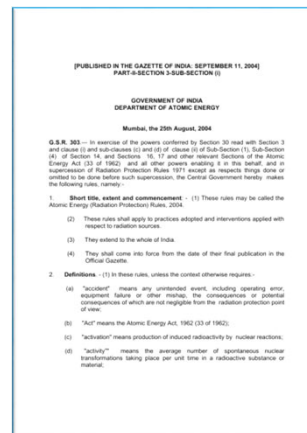 [PUBLISHED IN THE GAZETTE OF INDIA: SEPTEMBER 11, 2004]
PART-II-SECTION 3-SUB-SECTION (i)
GOVERNMENT OF INDIA
DEPARTMENT OF ATOMIC ENERGY
Mumbai, the 25th August, 2004
G.S.R. 303.-- In exercise of the powers conferred by Section 30 read with Section 3
and clause (i) and sub-clauses (c) and (d) of clause (ii) of Sub-Section (1), Sub-Section
(4) of Section 14, and Sections 16, 17 and other relevant Sections of the Atomic
Energy Act (33 of 1962) and all other powers enabling it in this behalf, and in
supercession of Radiation Protection Rules 1971 except as respects things done or
omitted to be done before such supercession, the Central Government hereby makes
the following rules, namely:-
1. Short title, extent and commencement: - (1) These rules may be called the
Atomic Energy (Radiation Protection) Rules, 2004.
(2) These rules shall apply to practices adopted and interventions applied with
respect to radiation sources.
(3) They extend to the whole of India.
(4) They shall come into force from the date of their final publication in the
Official Gazette.
2. Definitions. - (1) In these rules, unless the context otherwise requires.-
(a) "accident" means any unintended event, including operating error,
equipment failure or other mishap, the consequences or potential
consequences of which are not negligible from the radiation protection point
of view;
(b) "Act" means the Atomic Energy Act, 1962 (33 of 1962);
(c) "activation" means production of induced radioactivity by nuclear reactions;
(d) "activity" means the average number of spontaneous nuclear
transformations taking place per unit time in a radioactive substance or
material;